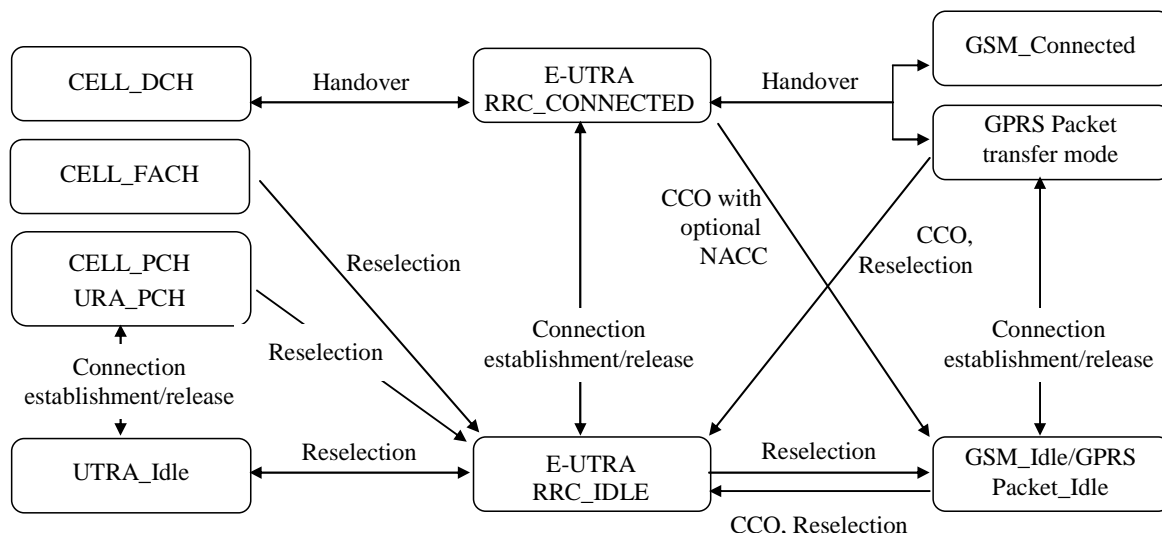 GSM_Connected
CELL_DCH
Handover
E-UTRA
RRC_CONNECTED
Handover
GPRS Packet
transfer mode
CELL_FACH
CCO with
optional
NACC
CCO,
Reselection
CELL_PCH
URA_PCH
Reselection
Reselection
Connection
establishment/release
Connection
establishment/release
Connection
establishment/release
UTRA_Idle
Reselection
E-UTRA
RRC_IDLE
Reselection
GSM_Idle/GPRS
Packet_Idle
CCO, Reselection